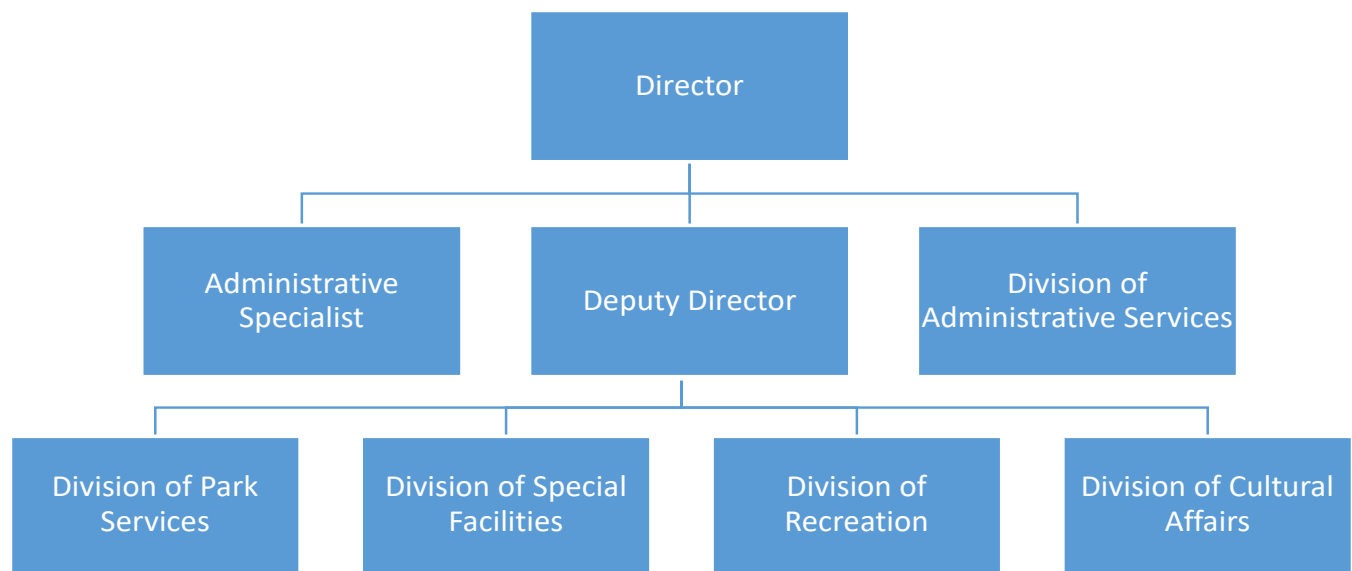 Director
Administrative
Specialist
Deputy Director
Division of
Administrative Services
Division of Park
Services
Division of Special
Facilities
Division of
Recreation
Division of Cultural
Affairs